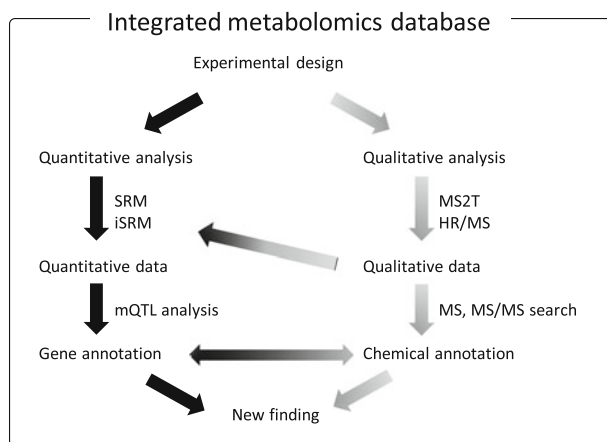 Integrated metabolomics database
Experimental design
Quantitative analysis
Qualitative analysis
SRM
iSRM
MS2T
HR/MS
Quantitative data
Qualitative data
mQTL analysis
MS, MS/MS search
Gene annotation
Chemical annotation
New finding